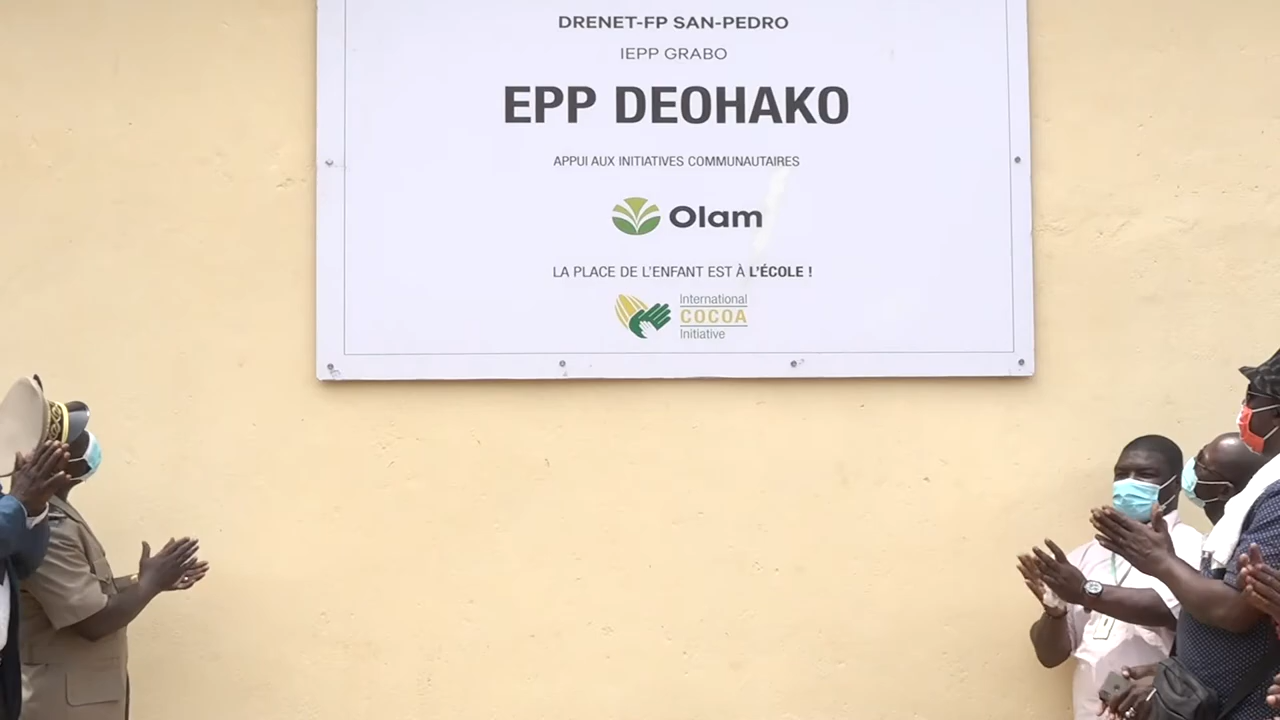 DRENET-FP SAN-PEDRO
IEPP GRABO
EPP DEOHAKO
APPUI AUX INITIATIVES COMMUNAUTAIRES
Olam
LA PLACE DE L'ENFANT EST À L'ÉCOLE !
International
COCOA
Initiative